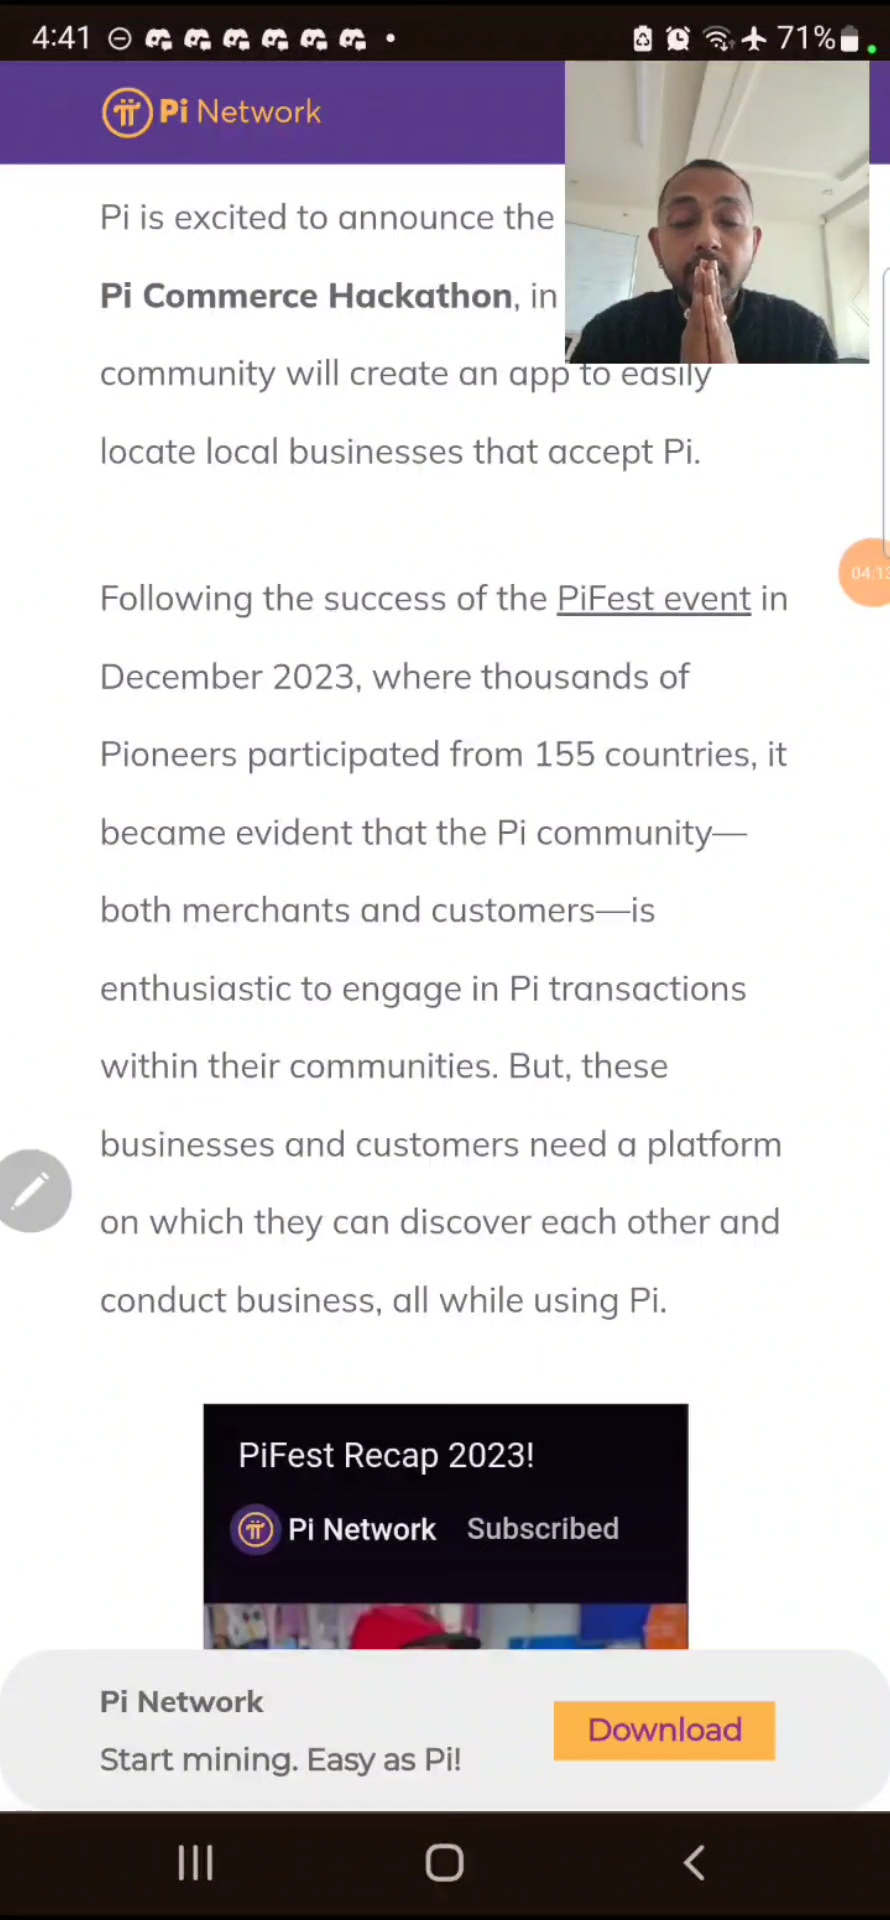 4:41
71%
Pi Network
Pi is excited to announce the
Pi Commerce Hackathon, in
community will create an app to easily
locate local businesses that accept Pi.
04:13
Following the success of the PiFest event in
December 2023, where thousands of
Pioneers participated from 155 countries, it
became evident that the Pi community—
both merchants and customers—is
enthusiastic to engage in Pi transactions
within their communities. But, these
businesses and customers need a platform
on which they can discover each other and
conduct business, all while using Pi.
PiFest Recap 2023!
Pi Network Subscribed
Pi Network
Start mining. Easy as Pi!
Download